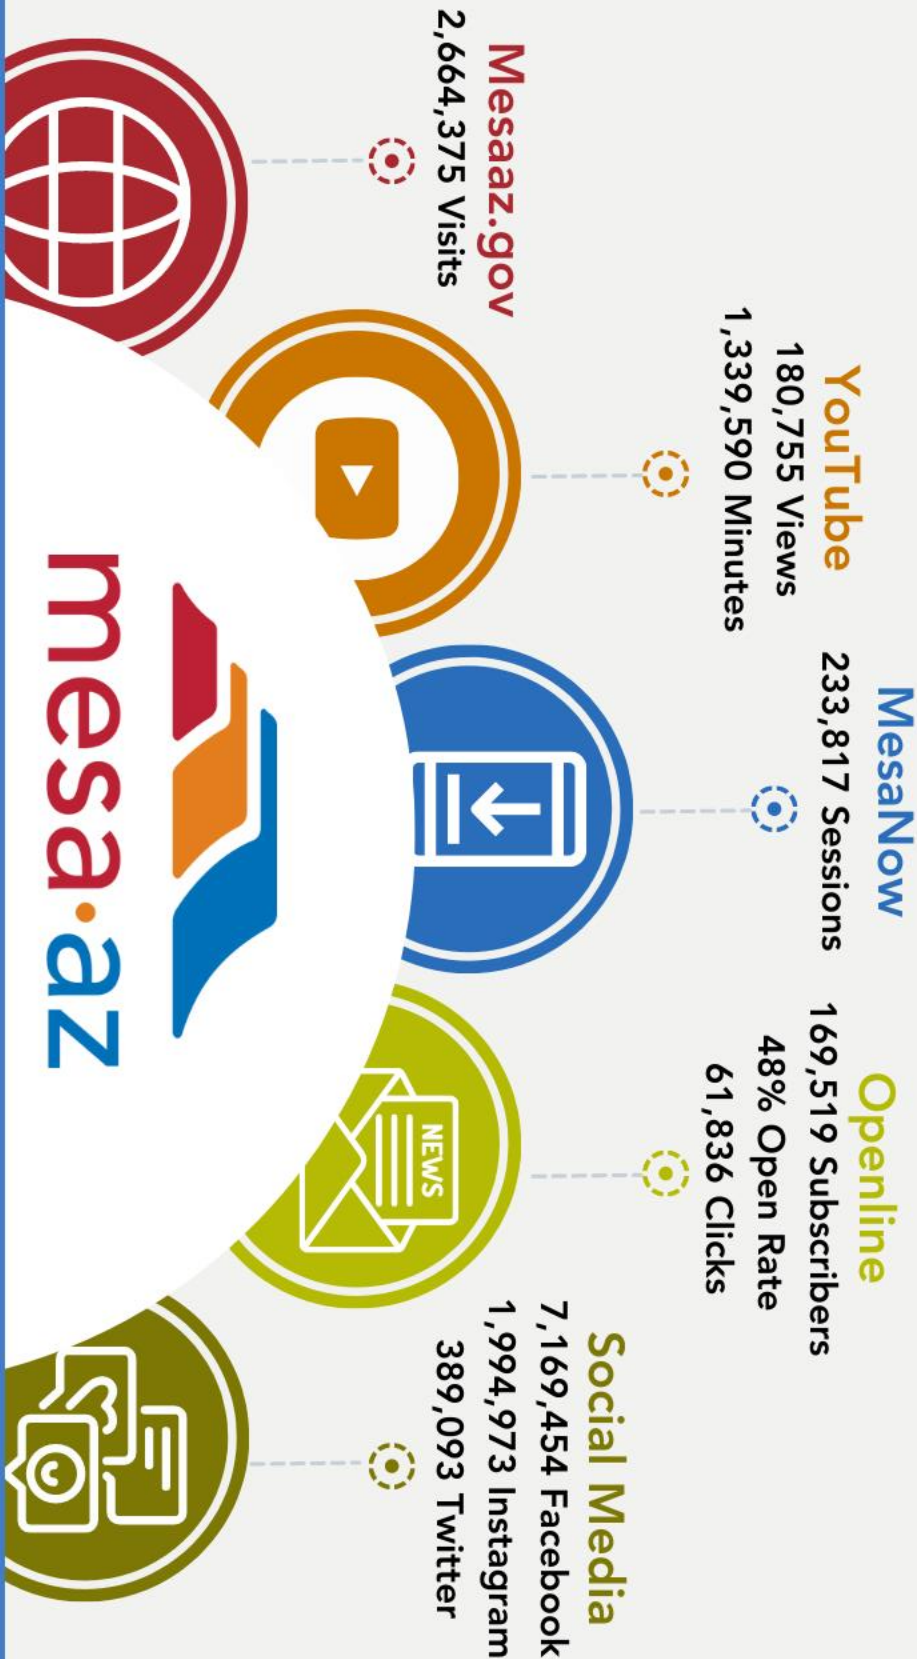 Mesaaz.gov
2,664,375 Visits
YouTube
180,755 Views
1,339,590 Minutes
MesaNow
233,817 Sessions
Openline
169,519 Subscribers
48% Open Rate
61,836 Clicks
Social Media
7,169,454 Facebook
1,994,973 Instagram
389,093 Twitter
NEWS
mesa·az